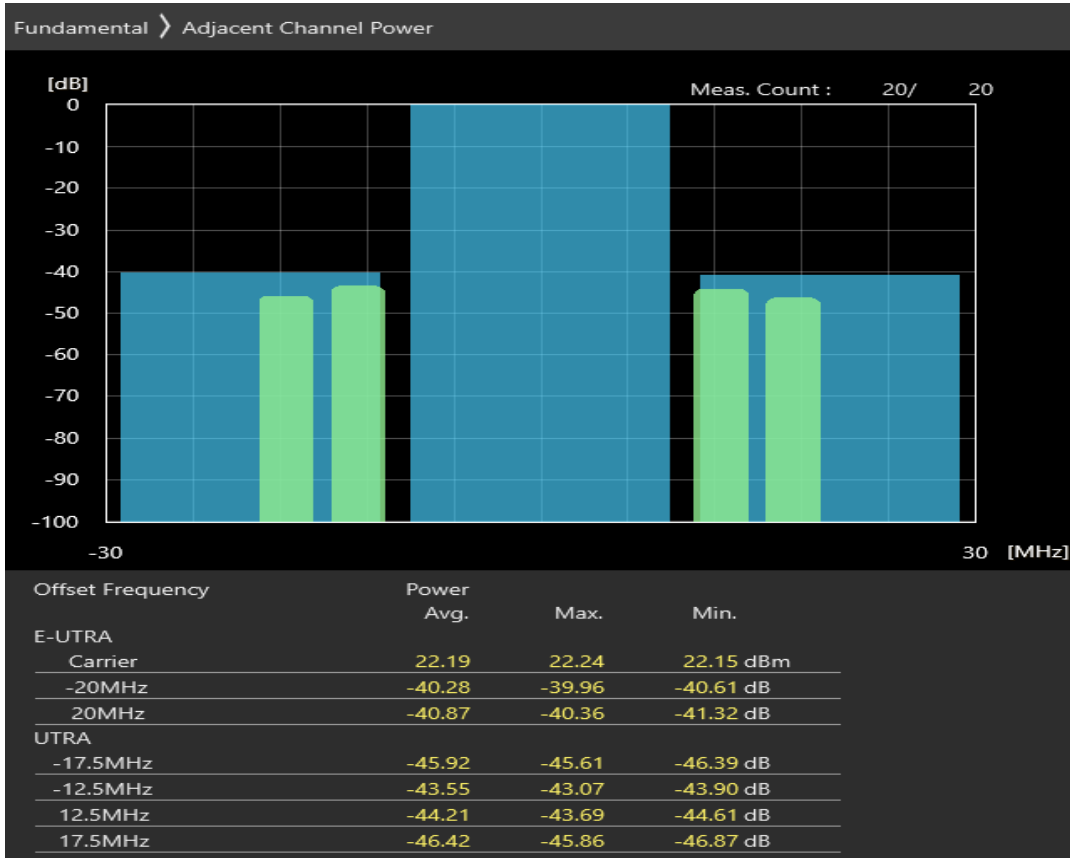 Fundamental ❯ Adjacent Channel Power
[dB]
Meas. Count : 20/ 20
0
-10
-20
-30
-40
-50
-60
-70
-80
-90
-100
-30 30 [MHz]
Offset Frequency Power
Avg. Max. Min.
E-UTRA
Carrier 22.19 22.24 22.15 dBm
-20MHz -40.28 -39.96 -40.61 dB
20MHz -40.87 -40.36 -41.32 dB
UTRA
-17.5MHz -45.92 -45.61 -46.39 dB
-12.5MHz -43.55 -43.07 -43.90 dB
12.5MHz -44.21 -43.69 -44.61 dB
17.5MHz -46.42 -45.86 -46.87 dB